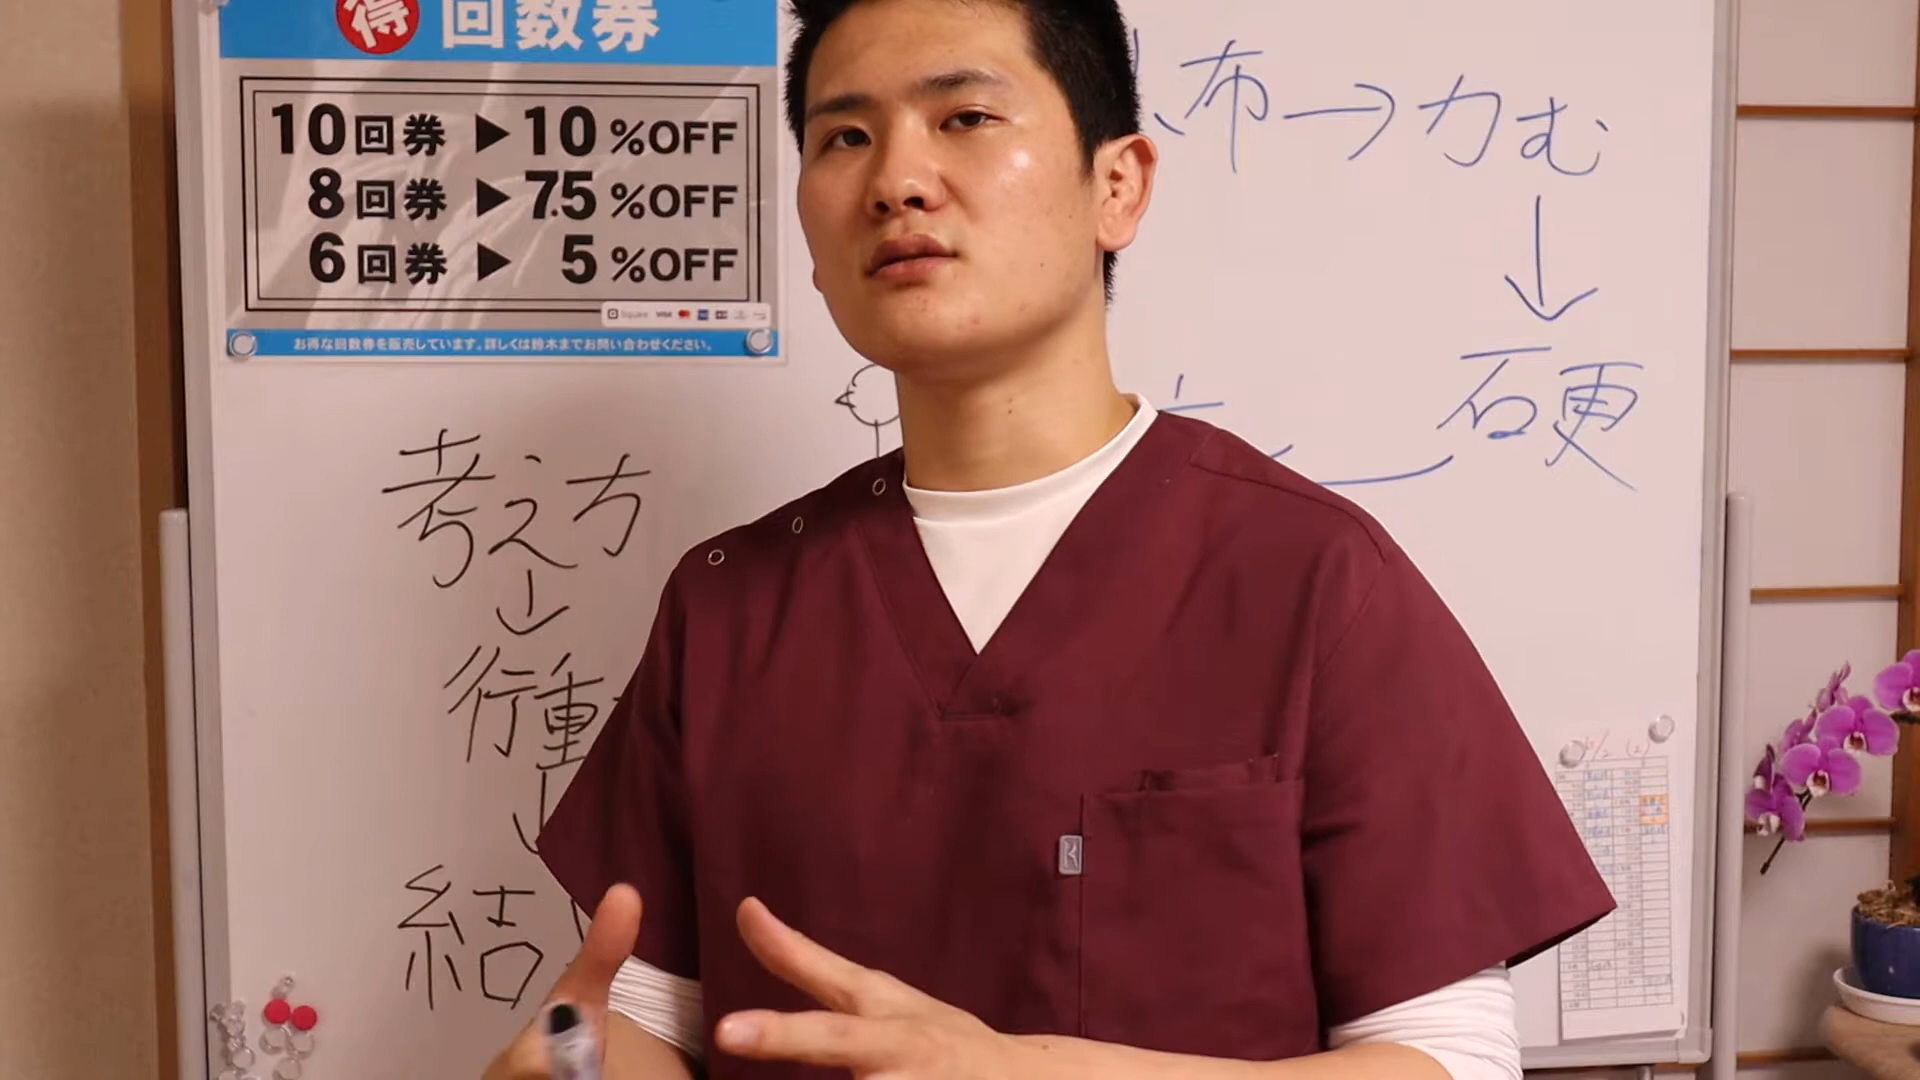 得 回数券
10回券 ▶ 10 %OFF
8回券 ▶ 7.5 %OFF
6回券 ▶ 5 %OFF
Square VISA
お得な回数券を販売しています。詳しくは鈴木までお問い合わせください。
布→力む
↓
硬
考え方
↓
行動
↓
結